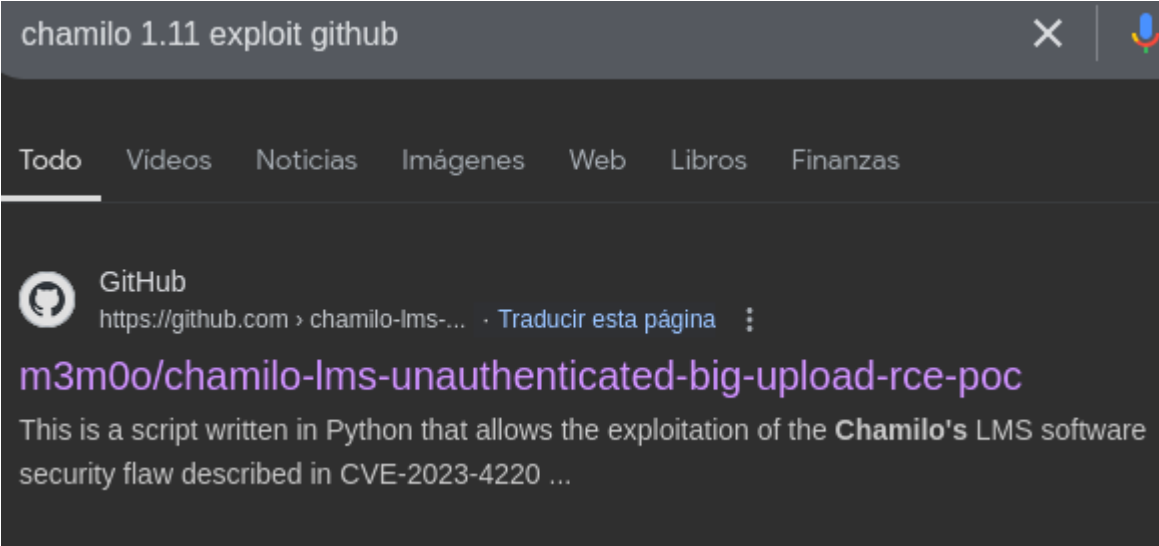 chamilo 1.11 exploit github
Todo Vídeos Noticias Imágenes Web Libros Finanzas
GitHub
https://github.com › chamilo-lms-... · Traducir esta página
m3m0o/chamilo-lms-unauthenticated-big-upload-rce-poc
This is a script written in Python that allows the exploitation of the Chamilo's LMS software
security flaw described in CVE-2023-4220 ...